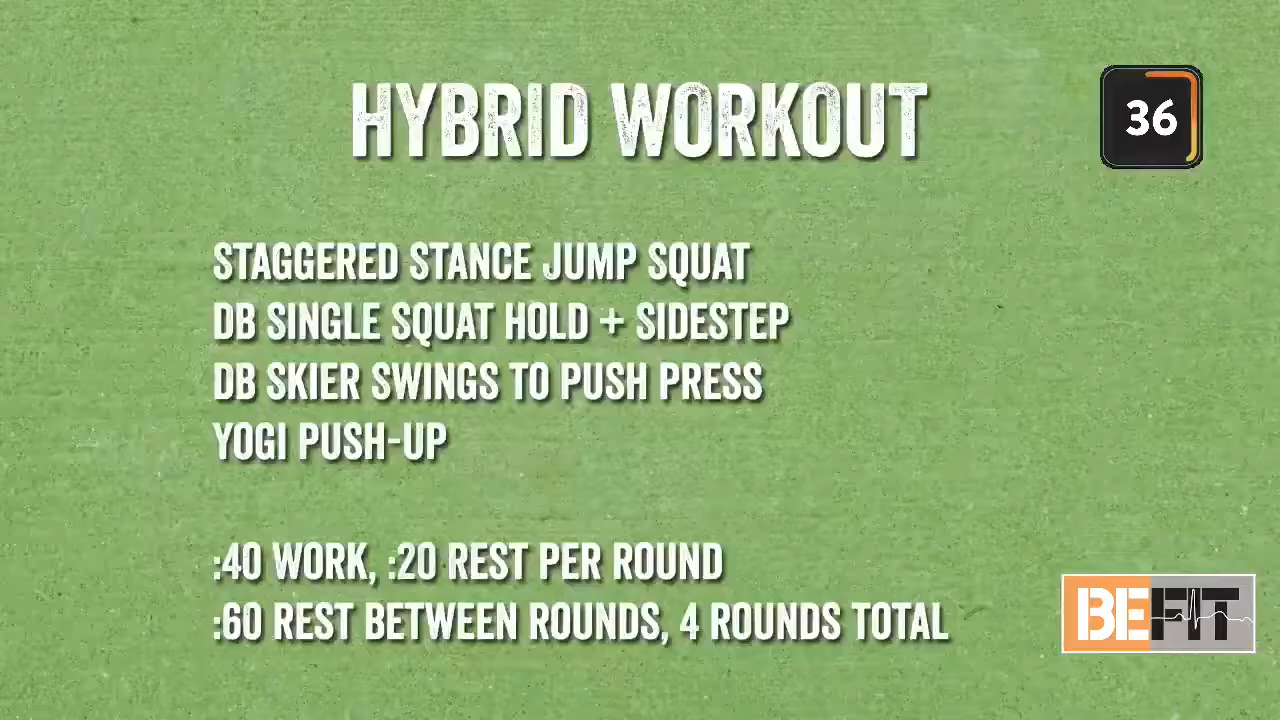 HYBRID WORKOUT
36
STAGGERED STANCE JUMP SQUAT
DB SINGLE SQUAT HOLD + SIDESTEP
DB SKIER SWINGS TO PUSH PRESS
YOGI PUSH-UP
:40 WORK, :20 REST PER ROUND
:60 REST BETWEEN ROUNDS, 4 ROUNDS TOTAL
BEFIT